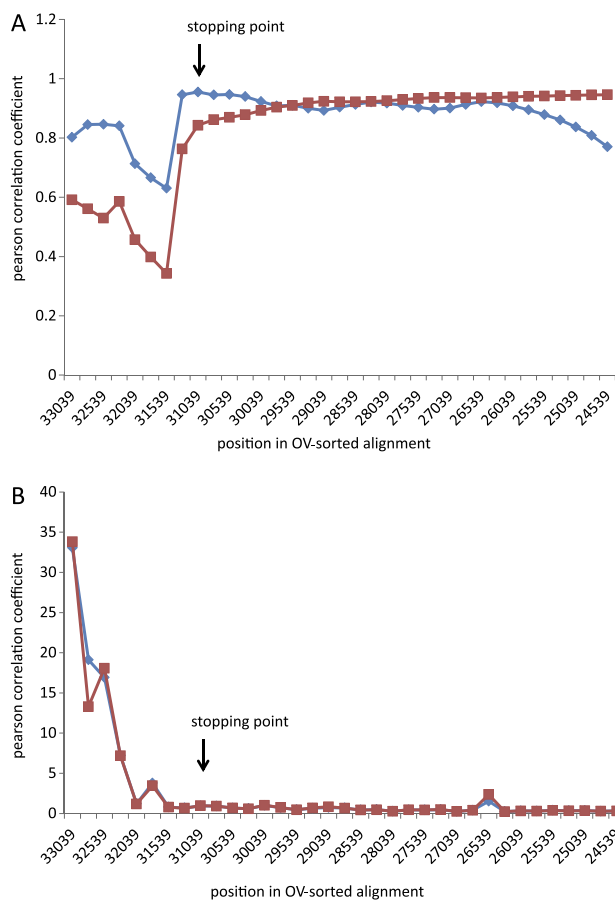 A
stopping point
1.2
1
0.8
0.6
0.4
0.2
0
pearson correlation coefficient
33039 32539 32039 31539 31039 30539 30039 29539 29039 28539 28039 27539 27039 26539 26039 25539 25039 24539
position in OV-sorted alignment
B
40
35
30
25
20
15
10
5
0
pearson correlation coefficient
stopping point
33039 32539 32039 31539 31039 30539 30039 29539 29039 28539 28039 27539 27039 26539 26039 25539 25039 24539
position in OV-sorted alignment